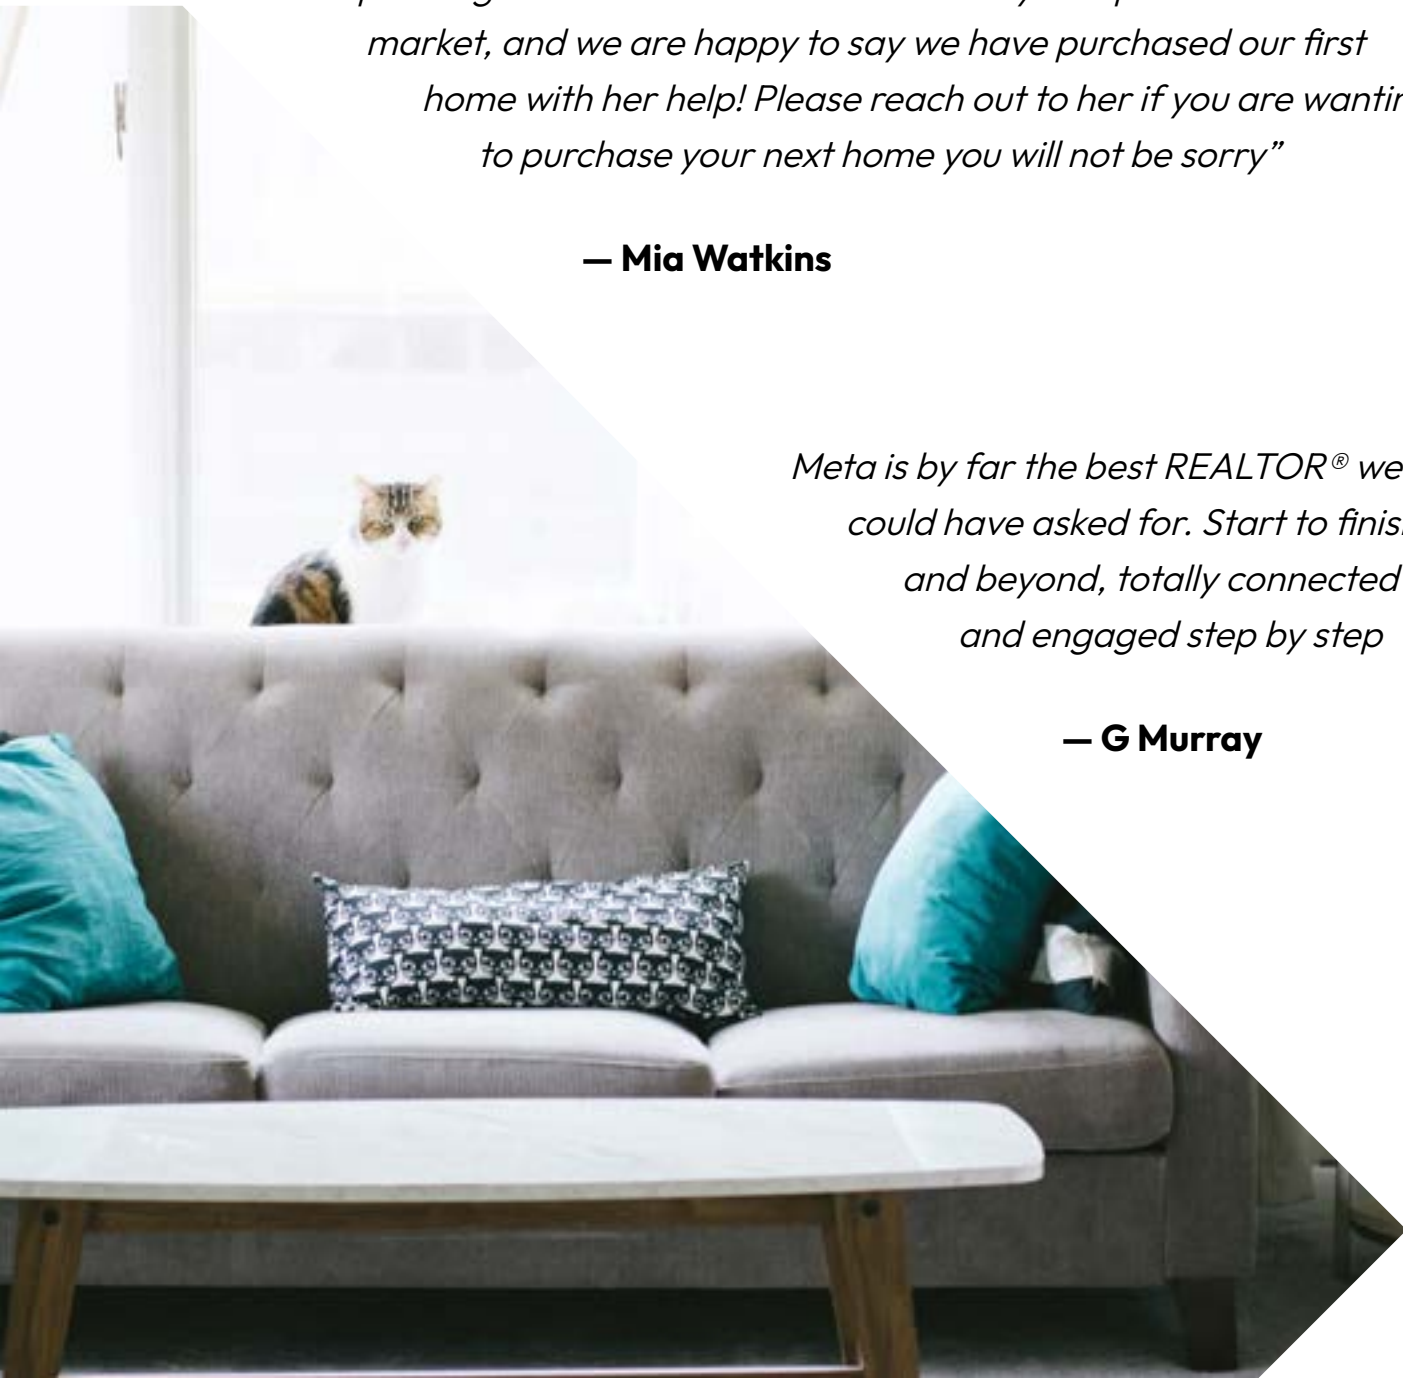 market, and we are happy to say we have purchased our first
home with her help! Please reach out to her if you are
to purchase your next home you will not be sorry”
— Mia Watkins
Meta is by far the best REALTOR® we
could have asked for. Start to
and beyond, totally connected
and engaged step by step
— G Murray